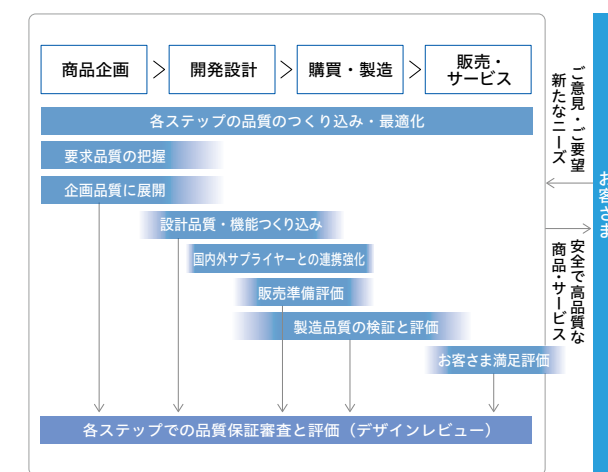 商品企画
開発設計
購買・製造
販売・
サービス
各ステップの品質のつくり込み・最適化
要求品質の把握
企画品質に展開
設計品質・機能つくり込み
国内外サプライヤーとの連携強化
販売準備評価
製造品質の検証と評価
お客さま満足評価
各ステップでの品質保証審査と評価（デザインレビュー）
ご意見・ご要望
新たなニーズ
安全で高品質な
商品・サービス
お客さま